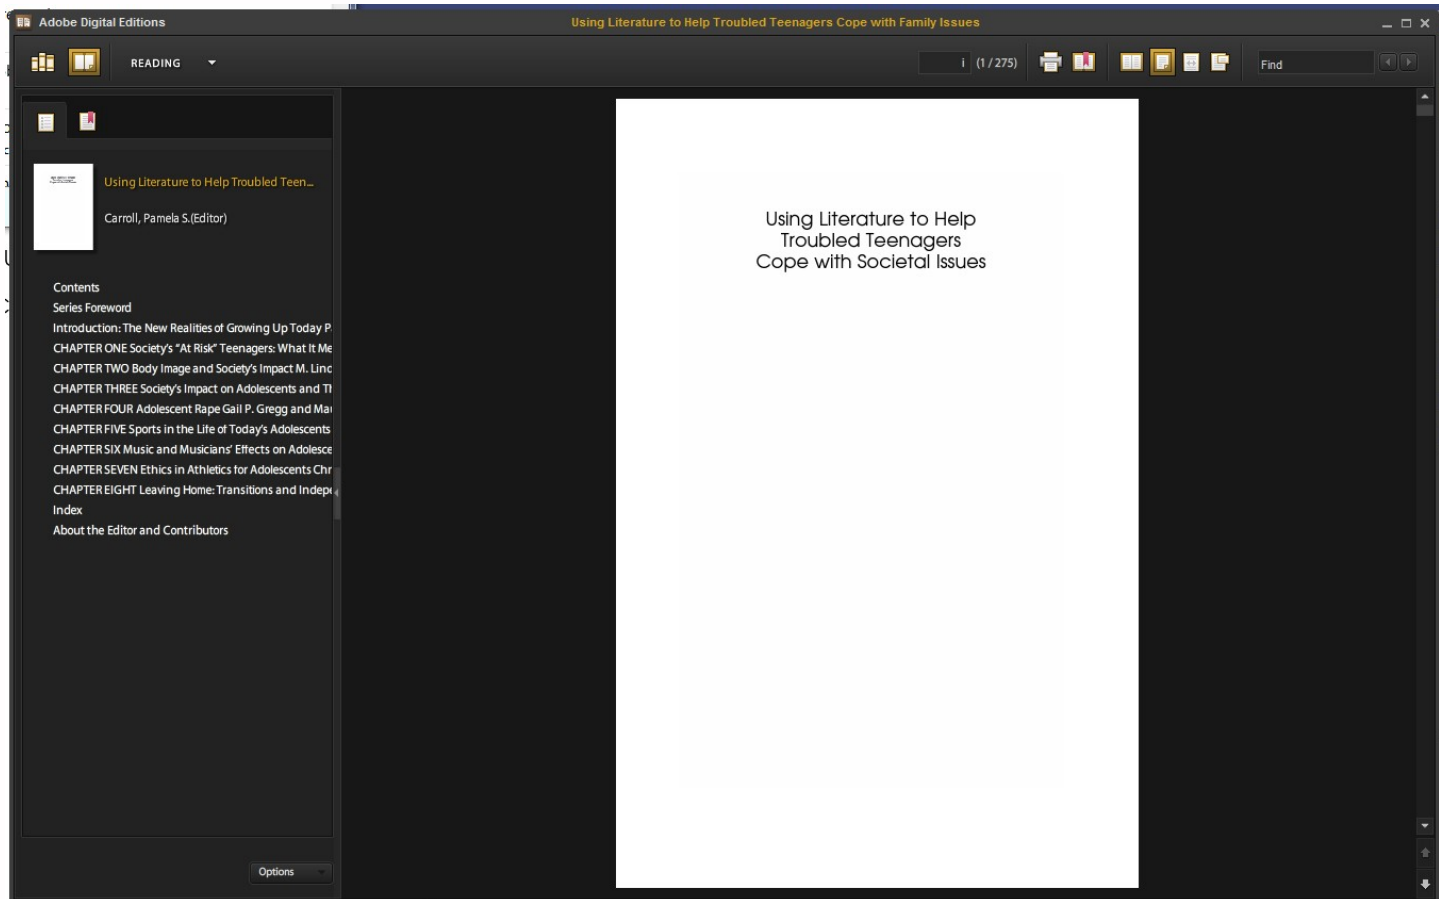 Adobe Digital Editions
Using Literature to Help Troubled Teenagers Cope with Family Issues
READING
i (1 / 275)
Find
Using Literature to Help Troubled Teen...
Carroll, Pamela S.(Editor)
Contents
Series Foreword
Introduction: The New Realities of Growing Up Today P
CHAPTER ONE Society's "At Risk" Teenagers: What It Me
CHAPTER TWO Body Image and Society's Impact M. Linc
CHAPTER THREE Society's Impact on Adolescents and Th
CHAPTER FOUR Adolescent Rape Gail P. Gregg and Mau
CHAPTER FIVE Sports in the Life of Today's Adolescents
CHAPTER SIX Music and Musicians' Effects on Adolesce
CHAPTER SEVEN Ethics in Athletics for Adolescents Chr
CHAPTER EIGHT Leaving Home: Transitions and Indepe
Index
About the Editor and Contributors
Options
Using Literature to Help
Troubled Teenagers
Cope with Societal Issues